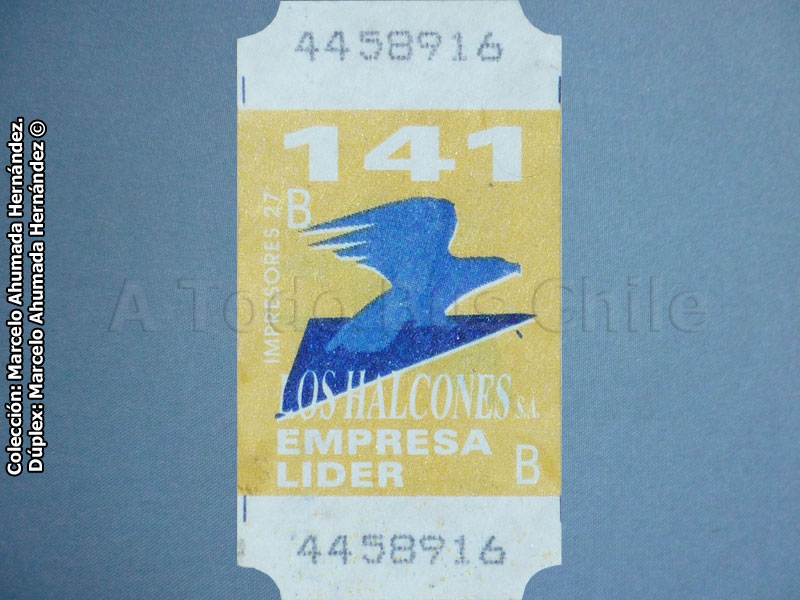 4458916
141
B
IMPRESORES 27
LOS HALCONES S.A.
EMPRESA
LIDER
B
4458916
A Todo Bus Chile
Colección: Marcelo Ahumada Hernández.
Dúplex: Marcelo Ahumada Hernández ©